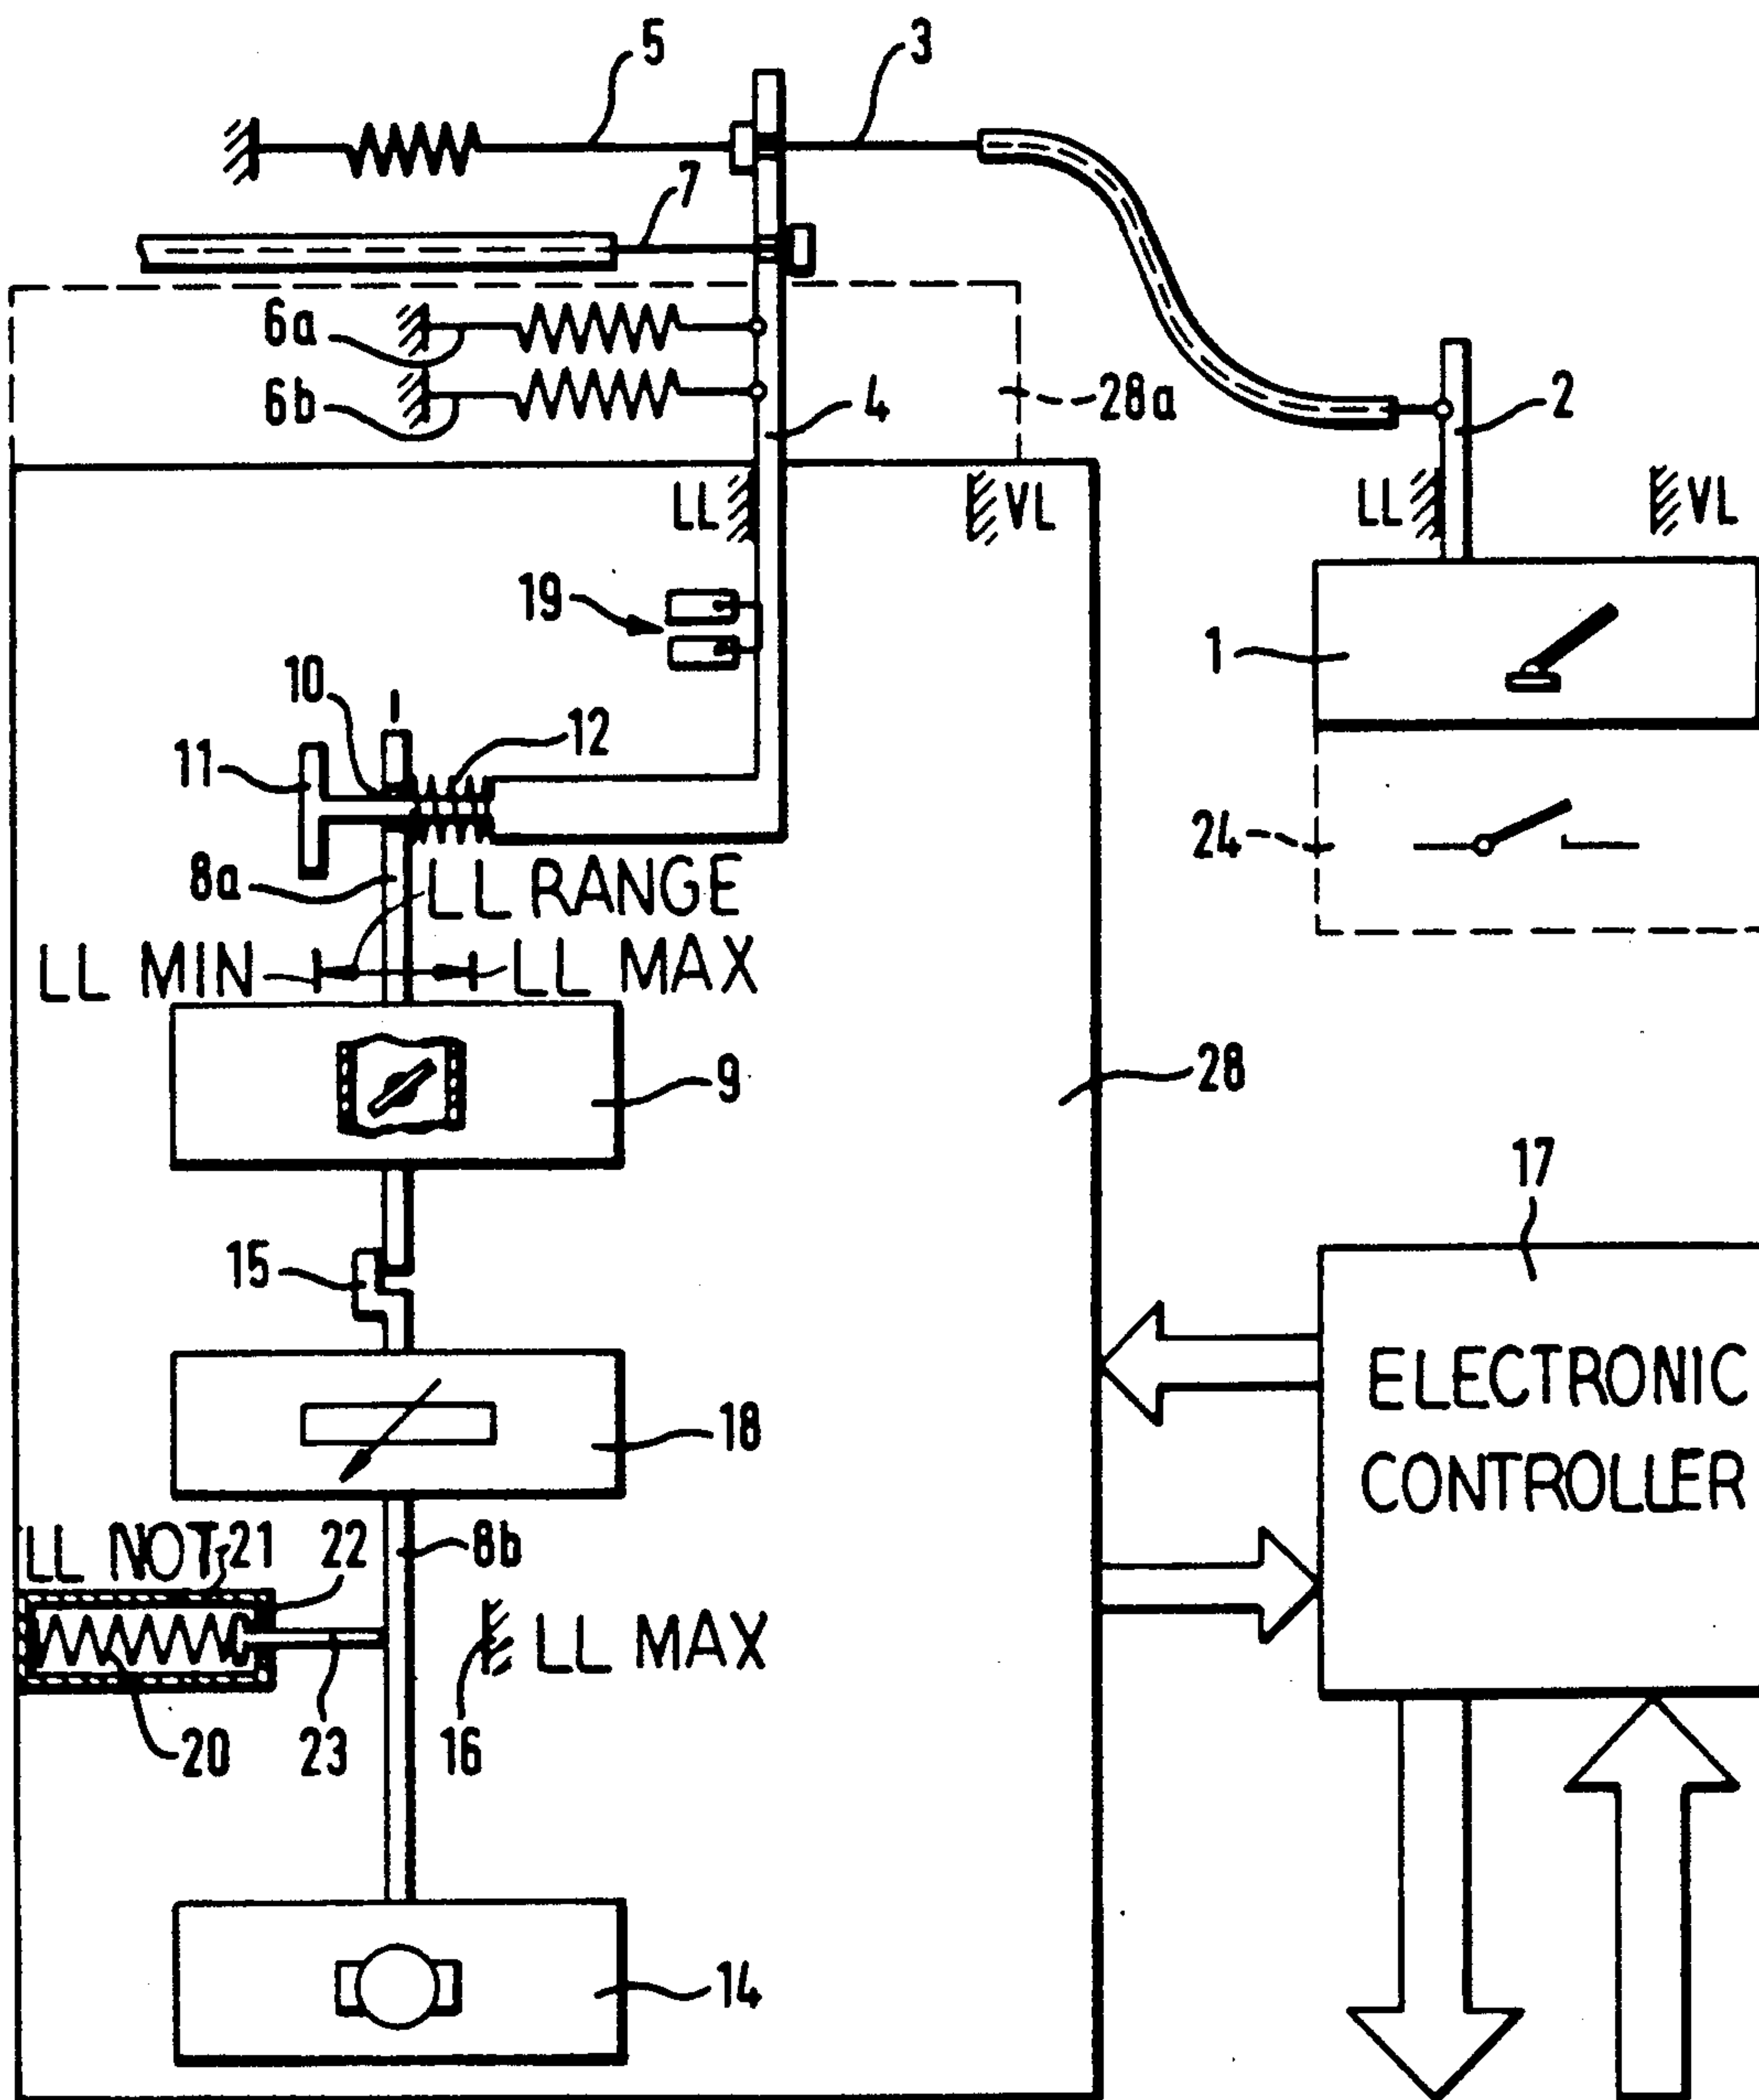 5
3
7
6a
6b
4
28a
2
LL
VL
LL
VL
19
1
10
12
11
24
8a
LL RANGE
LL MIN
LL MAX
9
28
17
15
ELECTRONIC
CONTROLLER
18
LL NOT
21
22
8b
LL MAX
20
23
16
14